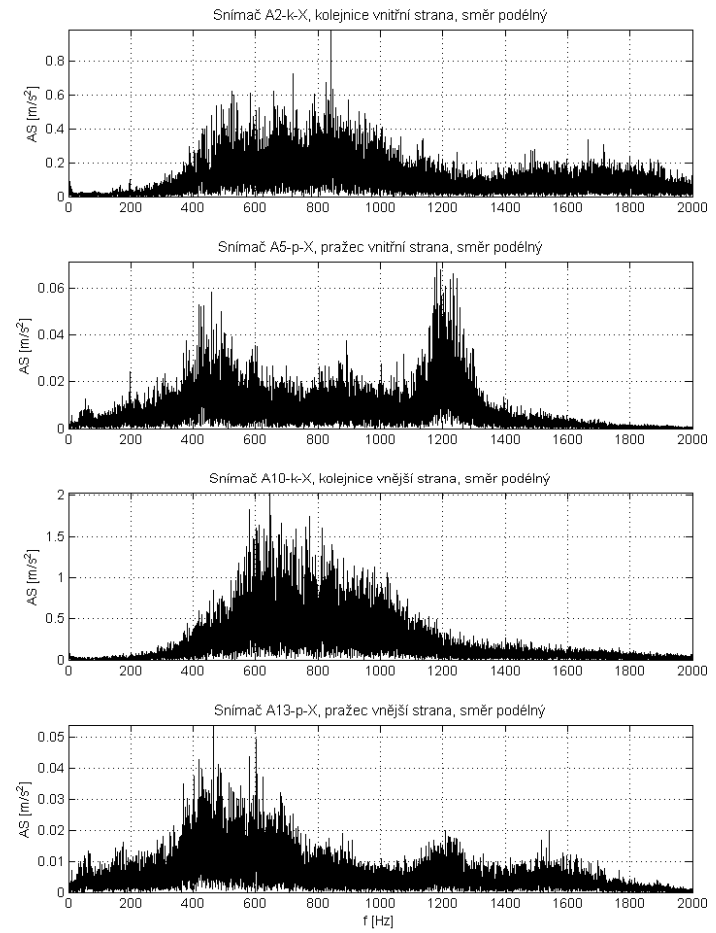 Snímač A2-k-X, kolejnice vnitřní strana, směr podélný
AS [m/s²]
0.8
0.6
0.4
0.2
0
0 200 400 600 800 1000 1200 1400 1600 1800 2000
Snímač A5-p-X, pražec vnitřní strana, směr podélný
AS [m/s²]
0.06
0.04
0.02
0
0 200 400 600 800 1000 1200 1400 1600 1800 2000
Snímač A10-k-X, kolejnice vnější strana, směr podélný
AS [m/s²]
2
1.5
1
0.5
0
0 200 400 600 800 1000 1200 1400 1600 1800 2000
Snímač A13-p-X, pražec vnější strana, směr podélný
AS [m/s²]
0.05
0.04
0.03
0.02
0.01
0
0 200 400 600 800 1000 1200 1400 1600 1800 2000
f [Hz]